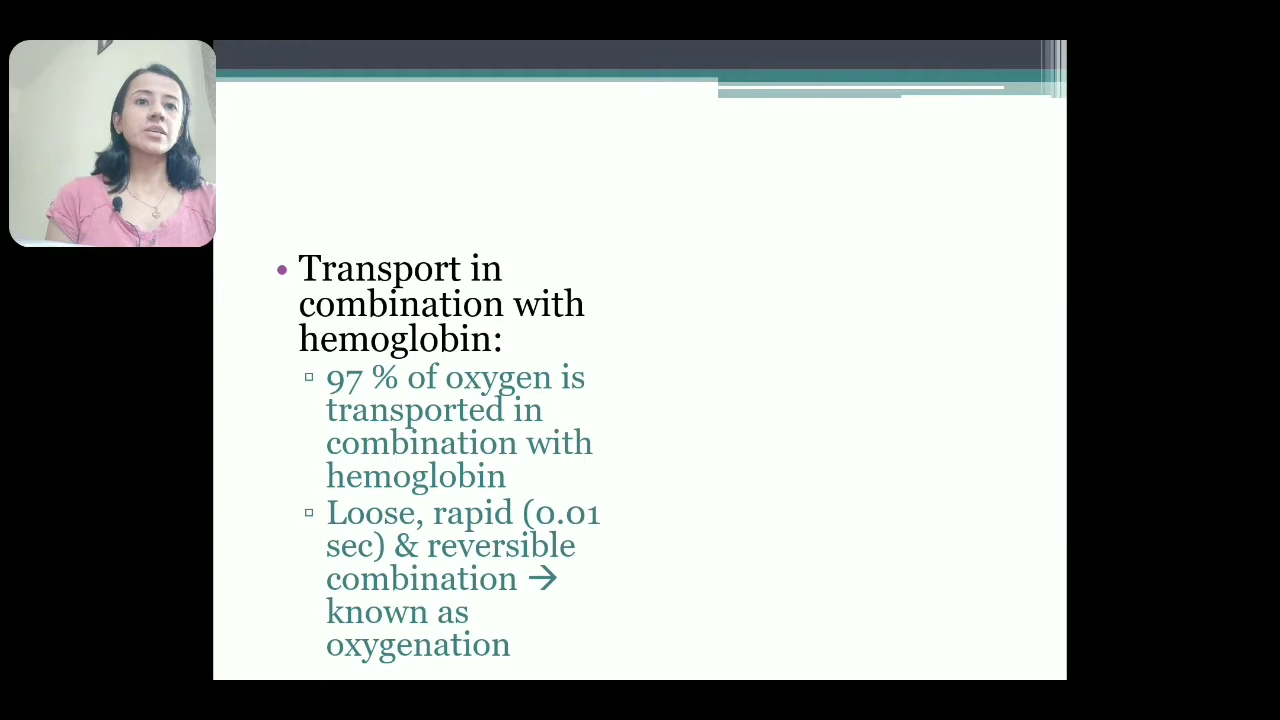 • Transport in
combination with
hemoglobin:
▫ 97 % of oxygen is
transported in
combination with
hemoglobin
▫ Loose, rapid (0.01
sec) & reversible
combination →
known as
oxygenation